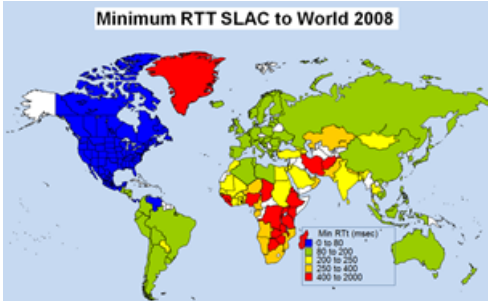 Minimum RTT SLAC to World 2008
Min RTt (msec)
0 to 80
80 to 200
200 to 250
250 to 400
400 to 2000